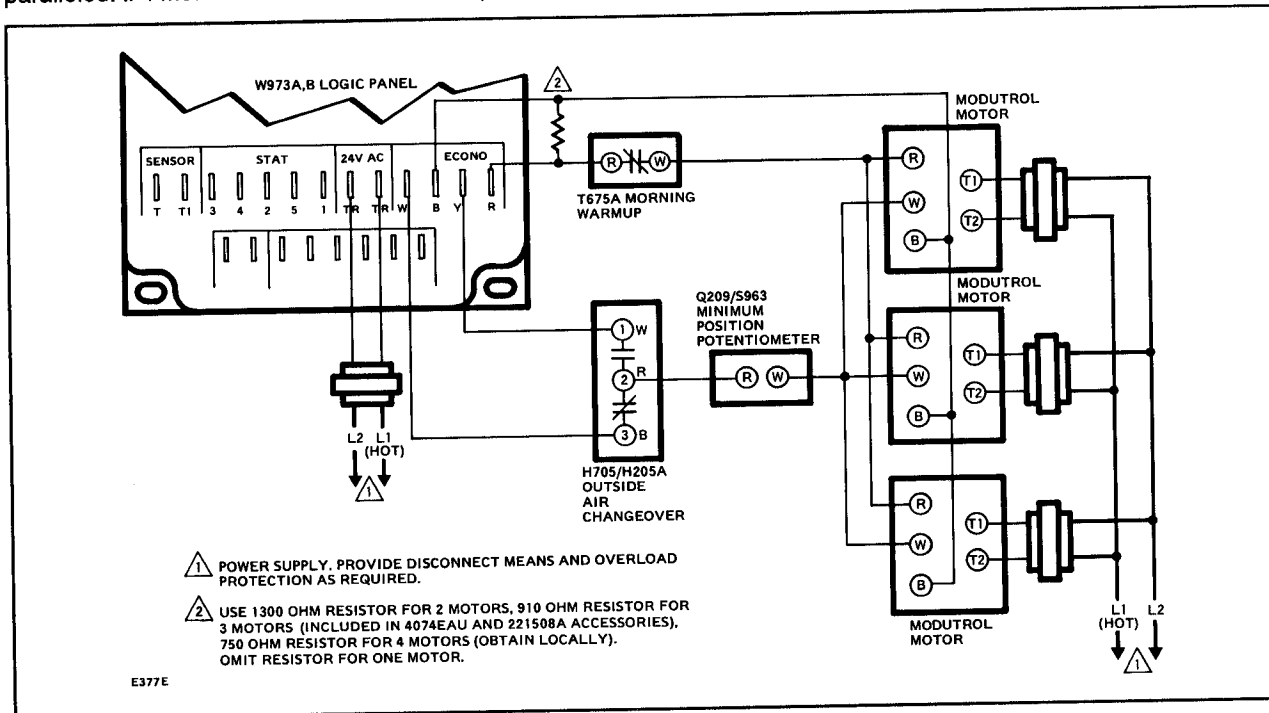 W973A,B LOGIC PANEL
SENSOR STAT 24V AC ECONO
T T1 3 4 2 5 1 TR TR W B Y R
2
R W
T675A MORNING
WARMUP
MODUTROL
MOTOR
R
W
B
T1
T2
MODUTROL
MOTOR
R
W
B
T1
T2
R
W
B
T1
T2
MODUTROL
MOTOR
Q209/S963
MINIMUM
POSITION
POTENTIOMETER
R W
1 W
2 R
3 B
H705/H205A
OUTSIDE
AIR
CHANGEOVER
L2 L1
(HOT)
1
L1 L2
(HOT)
1
1 POWER SUPPLY. PROVIDE DISCONNECT MEANS AND OVERLOAD
PROTECTION AS REQUIRED.
2 USE 1300 OHM RESISTOR FOR 2 MOTORS, 910 OHM RESISTOR FOR
3 MOTORS (INCLUDED IN 4074EAU AND 221508A ACCESSORIES),
750 OHM RESISTOR FOR 4 MOTORS (OBTAIN LOCALLY).
OMIT RESISTOR FOR ONE MOTOR.
E377E